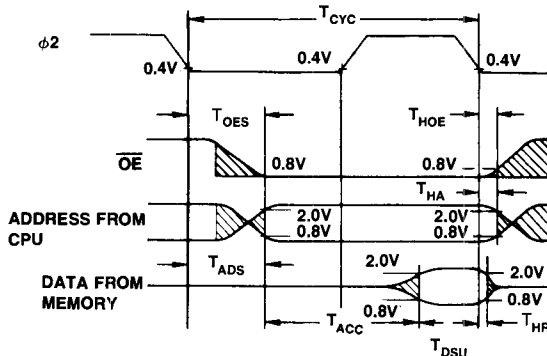 T_CYC
ϕ2
0.4V 0.4V 0.4V
T_OES T_HOE
OE 0.8V 0.8V
T_HA
ADDRESS FROM CPU 2.0V 0.8V 2.0V 0.8V
T_ADS
DATA FROM MEMORY 2.0V 0.8V 2.0V 0.8V
T_ACC T_DSU T_HR